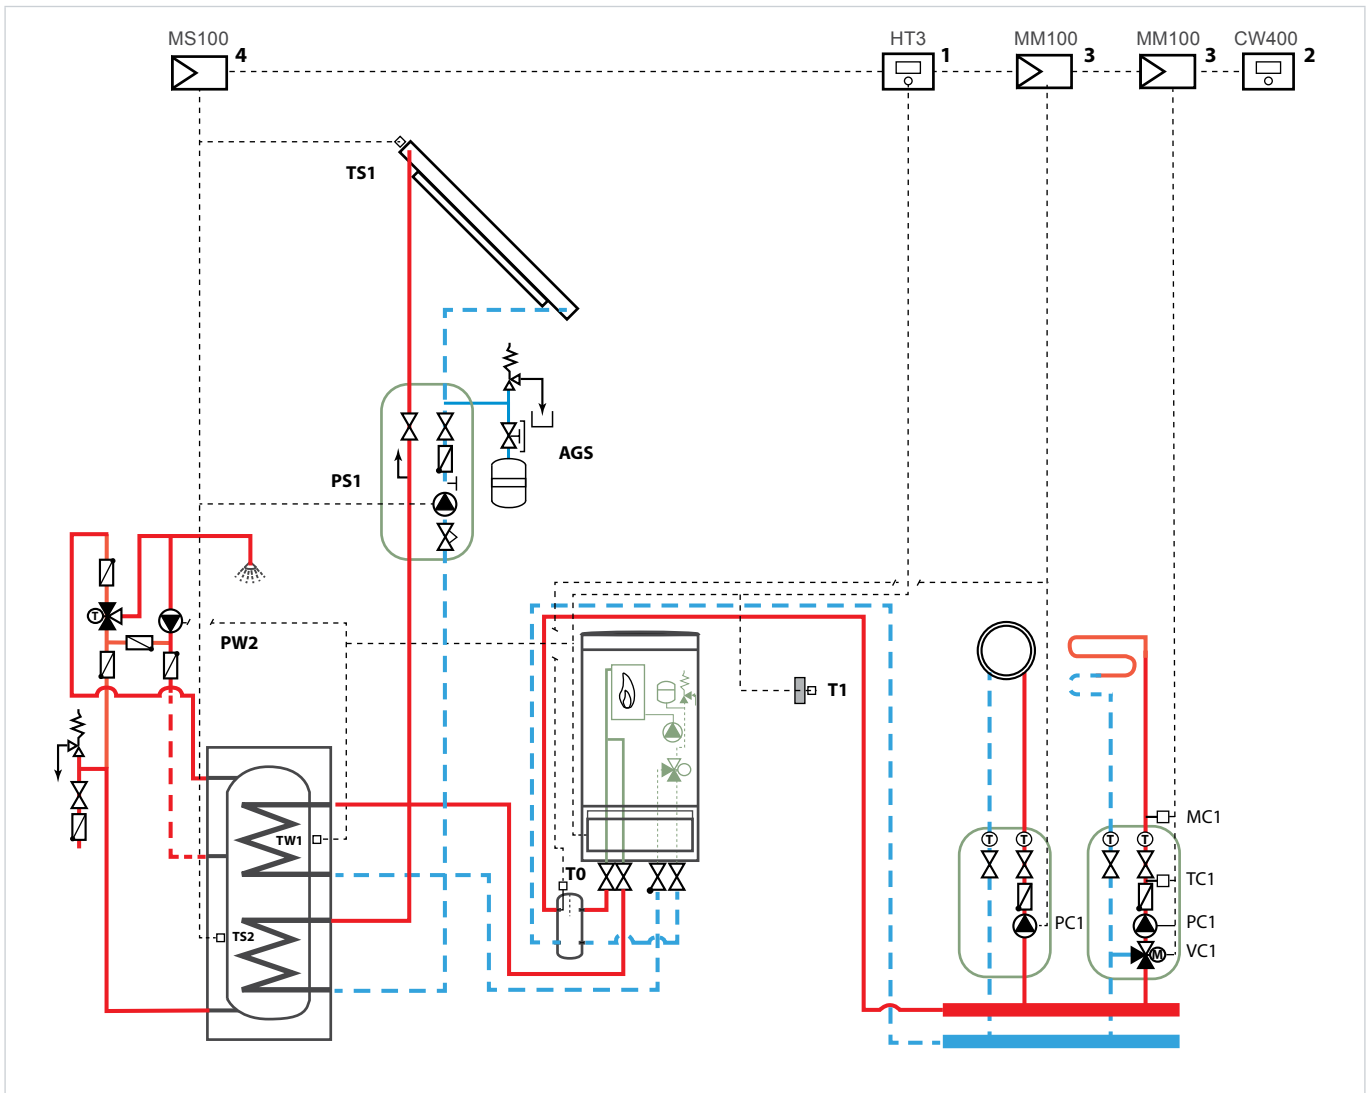 MS100 4
HT3 1
MM100 3
MM100 3
CW400 2
TS1
AGS
PS1
T
PW2
T1
TW1
T0
TS2
MC1
T T T T
TC1
PC1
PC1
VC1
M